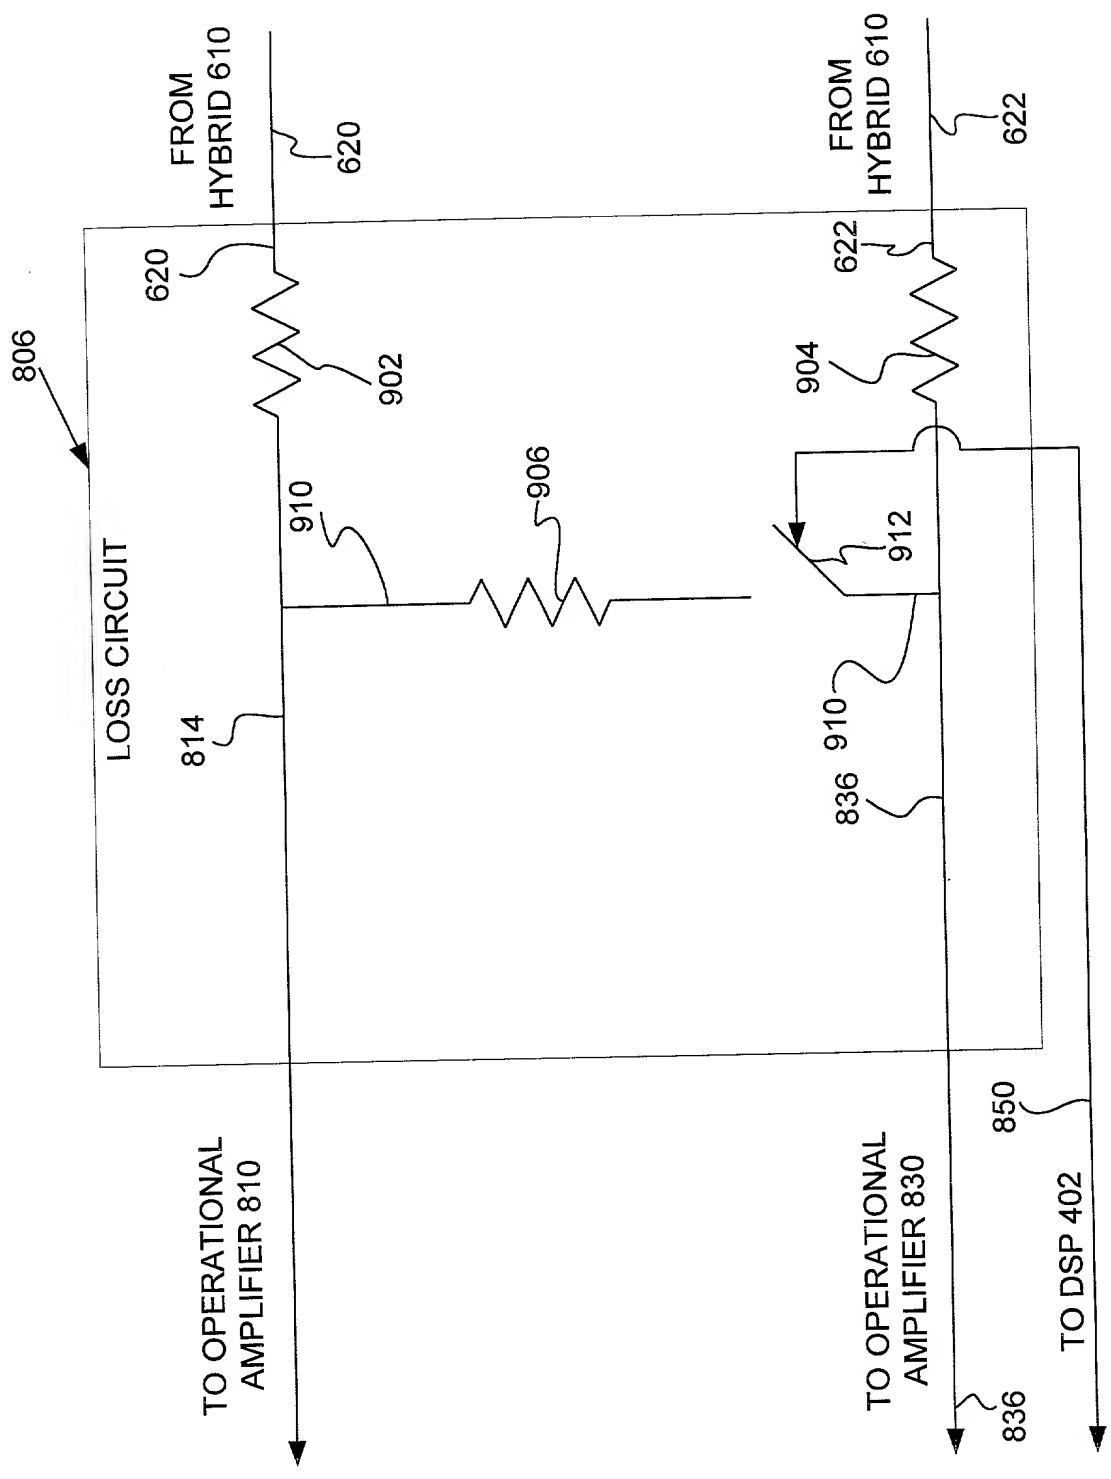 806
LOSS CIRCUIT
TO OPERATIONAL
AMPLIFIER 810
814
910
620
902
FROM
HYBRID 610
620
906
TO OPERATIONAL
AMPLIFIER 830
836
836
910
912
904
622
FROM
HYBRID 610
622
850
TO DSP 402